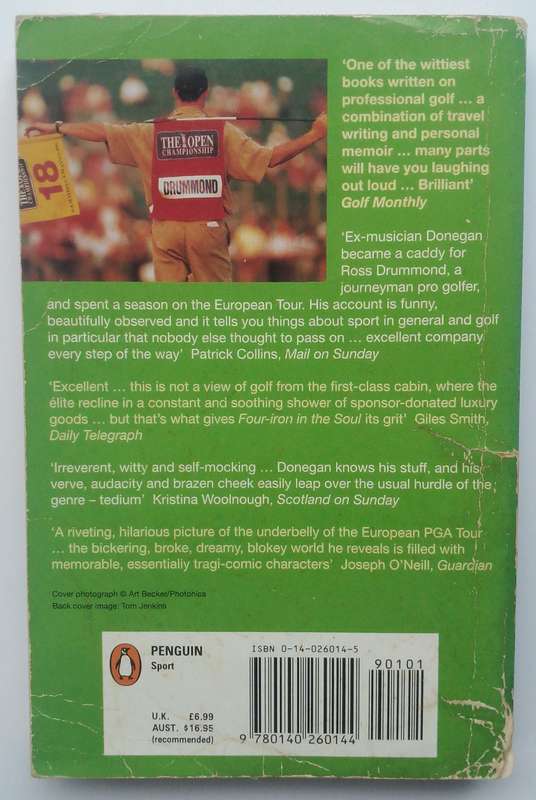 'One of the wittiest
books written on
professional golf ... a
combination of travel
writing and personal
memoir ... many parts
will have you laughing
out loud ... Brilliant'
Golf Monthly
THE OPEN
CHAMPIONSHIP
DRUMMOND
18
'Ex-musician Donegan
became a caddy for
Ross Drummond, a
journeyman pro golfer,
and spent a season on the European Tour. His account is funny,
beautifully observed and it tells you things about sport in general and golf
in particular that nobody else thought to pass on ... excellent company
every step of the way' Patrick Collins, Mail on Sunday
'Excellent ... this is not a view of golf from the first-class cabin, where the
élite recline in a constant and soothing shower of sponsor-donated luxury
goods ... but that's what gives Four-iron in the Soul its grit' Giles Smith,
Daily Telegraph
'Irreverent, witty and self-mocking ... Donegan knows his stuff, and his
verve, audacity and brazen cheek easily leap over the usual hurdle of the
genre – tedium' Kristina Woolnough, Scotland on Sunday
'A riveting, hilarious picture of the underbelly of the European PGA Tour
... the bickering, broke, dreamy, blokey world he reveals is filled with
memorable, essentially tragi-comic characters' Joseph O'Neill, Guardian
Cover photograph © Art Becker/Photonica
Back cover image: Tom Jenkins
PENGUIN
Sport
U.K. £6.99
AUST. $16.95
(recommended)
ISBN 0-14-026014-5
90101
9 780140 260144